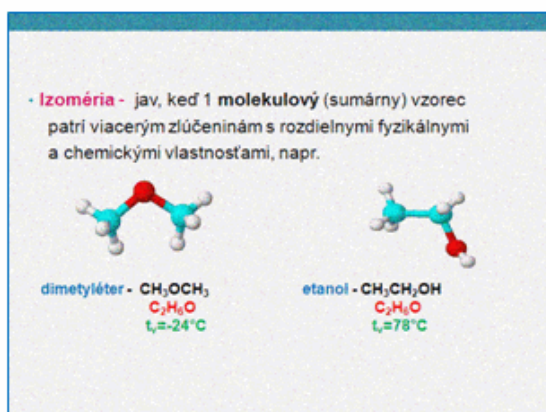 • Izoméria - jav, keď 1 molekulový (sumárny) vzorec
patrí viacerým zlúčeninám s rozdielnymi fyzikálnymi
a chemickými vlastnosťami, napr.
dimetyléter - CH₃OCH₃
C₂H₆O
tᵥ=-24°C
etanol - CH₃CH₂OH
C₂H₆O
tᵥ=78°C